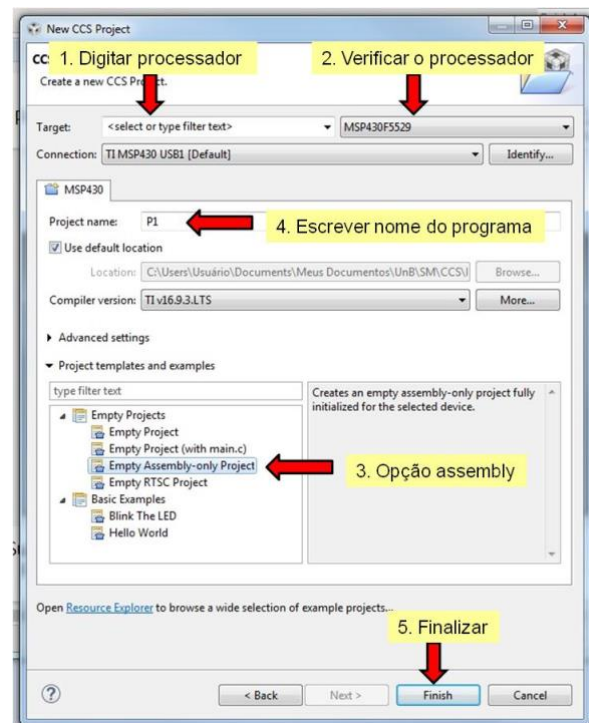 New CCS Project
1. Digitar processador
2. Verificar o processador
CC
Create a new CCS Pr ct.
Target:
<select or type filter text>
MSP430F5529
Connection:
TI MSP430 USB1 [Default]
Identify...
MSP430
Project name:
P1
4. Escrever nome do programa
Use default location
Location:
C:\Users\Usuário\Documents\Meus Documentos\UnB\SM\CCS\
Browse...
Compiler version:
TI v16.9.3.LTS
More...
Advanced settings
Project templates and examples
type filter text
Creates an empty assembly-only project fully
initialized for the selected device.
Empty Projects
Empty Project
Empty Project (with main.c)
Empty Assembly-only Project
3. Opção assembly
Empty RTSC Project
Basic Examples
Blink The LED
Hello World
Open Resource Explorer to browse a wide selection of example projects...
5. Finalizar
?
< Back
Next >
Finish
Cancel